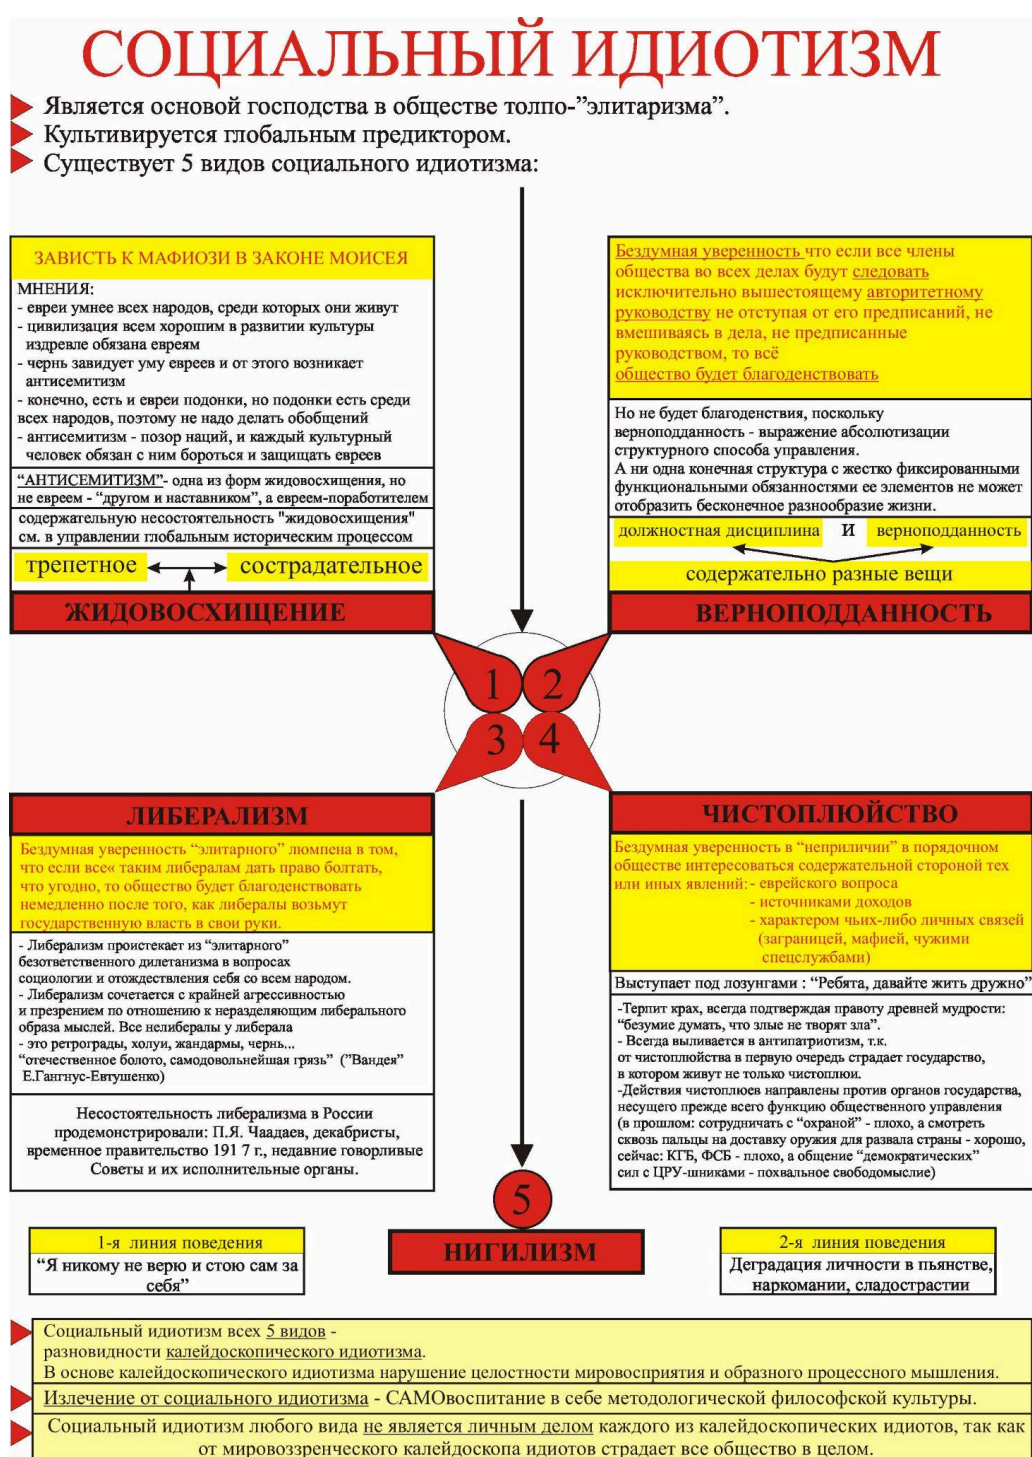 СОЦИАЛЬНЫЙ ИДИОТИЗМ
Является основой господства в обществе толпо-”элитаризма”.
Культивируется глобальным предиктором.
Существует 5 видов социального идиотизма:
ЗАВИСТЬ К МАФИОЗИ В ЗАКОНЕ МОИСЕЯ
МНЕНИЯ:
- евреи умнее всех народов, среди которых они живут
- цивилизация всем хорошим в развитии культуры
издревле обязана евреям
- чернь завидует уму евреев и от этого возникает
антисемитизм
- конечно, есть и евреи подонки, но подонки есть среди
всех народов, поэтому не надо делать обобщений
- антисемитизм - позор наций, и каждый культурный
человек обязан с ним бороться и защищать евреев
“АНТИСЕМИТИЗМ”- одна из форм жидовосхищения, но
не евреем - “другом и наставником”, а евреем-поработителем
содержательную несостоятельность "жидовосхищения"
см. в управлении глобальным историческим процессом
трепетное сострадательное
ЖИДОВОСХИЩЕНИЕ
Бездумная уверенность что если все члены
общества во всех делах будут следовать
исключительно вышестоящему авторитетному
руководству не отступая от его предписаний, не
вмешиваясь в дела, не предписанные
руководством, то всё
общество будет благоденствовать
Но не будет благоденствия, поскольку
верноподданность - выражение абсолютизации
структурного способа управления.
А ни одна конечная структура с жестко фиксированными
функциональными обязанностями ее элементов не может
отобразить бесконечное разнообразие жизни.
должностная дисциплина И верноподданность
содержательно разные вещи
ВЕРНОПОДДАННОСТЬ
1 2
3 4
ЛИБЕРАЛИЗМ
Бездумная уверенность “элитарного” люмпена в том,
что если все« таким либералам дать право болтать,
что угодно, то общество будет благоденствовать
немедленно после того, как либералы возьмут
государственную власть в свои руки.
- Либерализм проистекает из “элитарного”
безответственного дилетанизма в вопросах
социологии и отождествления себя со всем народом.
- Либерализм сочетается с крайней агрессивностью
и презрением по отношению к неразделяющим либерального
образа мыслей. Все нелибералы у либерала
- это ретрограды, холуи, жандармы, чернь...
“отечественное болото, самодовольнейшая грязь” (”Вандея”
Е.Гангнус-Евтушенко)
Несостоятельность либерализма в России
продемонстрировали: П.Я. Чаадаев, декабристы,
временное правительство 191 7 г., недавние говорливые
Советы и их исполнительные органы.
ЧИСТОПЛЮЙСТВО
Бездумная уверенность в “неприличии” в порядочном
обществе интересоваться содержательной стороной тех
или иных явлений: - еврейского вопроса
- источниками доходов
- характером чьих-либо личных связей
(заграницей, мафией, чужими
спецслужбами)
Выступает под лозунгами : “Ребята, давайте жить дружно”
-Терпит крах, всегда подтверждая правоту древней мудрости:
“безумие думать, что злые не творят зла”.
- Всегда выливается в антипатриотизм, т.к.
от чистоплюйства в первую очередь страдает государство,
в котором живут не только чистоплюи.
-Действия чистоплюев направлены против органов государства,
несущего прежде всего функцию общественного управления
(в прошлом: сотрудничать с “охраной” - плохо, а смотреть
сквозь пальцы на доставку оружия для развала страны - хорошо,
сейчас: КГБ, ФСБ - плохо, а общение “демократических”
сил с ЦРУ-шниками - похвальное свободомыслие)
5
НИГИЛИЗМ
1-я линия поведения
“Я никому не верю и стою сам за
себя”
2-я линия поведения
Деградация личности в пьянстве,
наркомании, сладострастии
Социальный идиотизм всех 5 видов -
разновидности калейдоскопического идиотизма.
В основе калейдоскопического идиотизма нарушение целостности мировосприятия и образного процессного мышления.
Излечение от социального идиотизма - САМОвоспитание в себе методологической философской культуры.
Социальный идиотизм любого вида не является личным делом каждого из калейдоскопических идиотов, так как
от мировоззренческого калейдоскопа идиотов страдает все общество в целом.